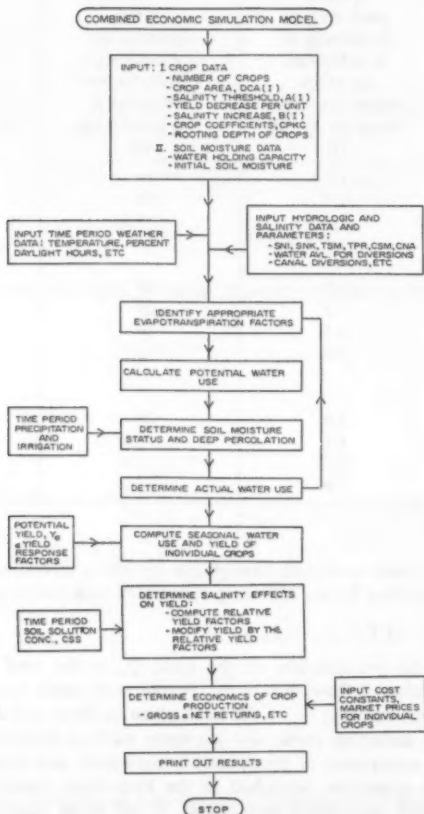 COMBINED ECONOMIC SIMULATION MODEL
INPUT: I. CROP DATA
- NUMBER OF CROPS
- CROP AREA, DCA(I)
- SALINITY THRESHOLD, A(I)
- YIELD DECREASE PER UNIT
- SALINITY INCREASE, B(I)
- CROP COEFFICIENTS, CPKC
- ROOTING DEPTH OF CROPS
II. SOIL MOISTURE DATA
- WATER HOLDING CAPACITY
- INITIAL SOIL MOISTURE
INPUT TIME PERIOD WEATHER
DATA: TEMPERATURE, PERCENT
DAYLIGHT HOURS, ETC
INPUT HYDROLOGIC AND
SALINITY DATA AND
PARAMETERS:
- SNI, SNK, TSM, TPR, CSM, CNA
- WATER AVL. FOR DIVERSIONS
- CANAL DIVERSIONS, ETC
IDENTIFY APPROPRIATE
EVAPOTRANSPIRATION FACTORS
CALCULATE POTENTIAL WATER
USE
TIME PERIOD
PRECIPITATION
AND
IRRIGATION
DETERMINE SOIL MOISTURE
STATUS AND DEEP PERCOLATION
DETERMINE ACTUAL WATER USE
POTENTIAL
YIELD, Yo
& YIELD
RESPONSE
FACTORS
COMPUTE SEASONAL WATER
USE AND YIELD OF
INDIVIDUAL CROPS
TIME PERIOD
SOIL SOLUTION
CONC., CSS
DETERMINE SALINITY EFFECTS
ON YIELD:
- COMPUTE RELATIVE
YIELD FACTORS
- MODIFY YIELD BY THE
RELATIVE YIELD
FACTORS
DETERMINE ECONOMICS OF CROP
PRODUCTION
- GROSS & NET RETURNS, ETC
INPUT COST
CONSTANTS,
MARKET PRICES
FOR INDIVIDUAL
CROPS
PRINT OUT RESULTS
STOP